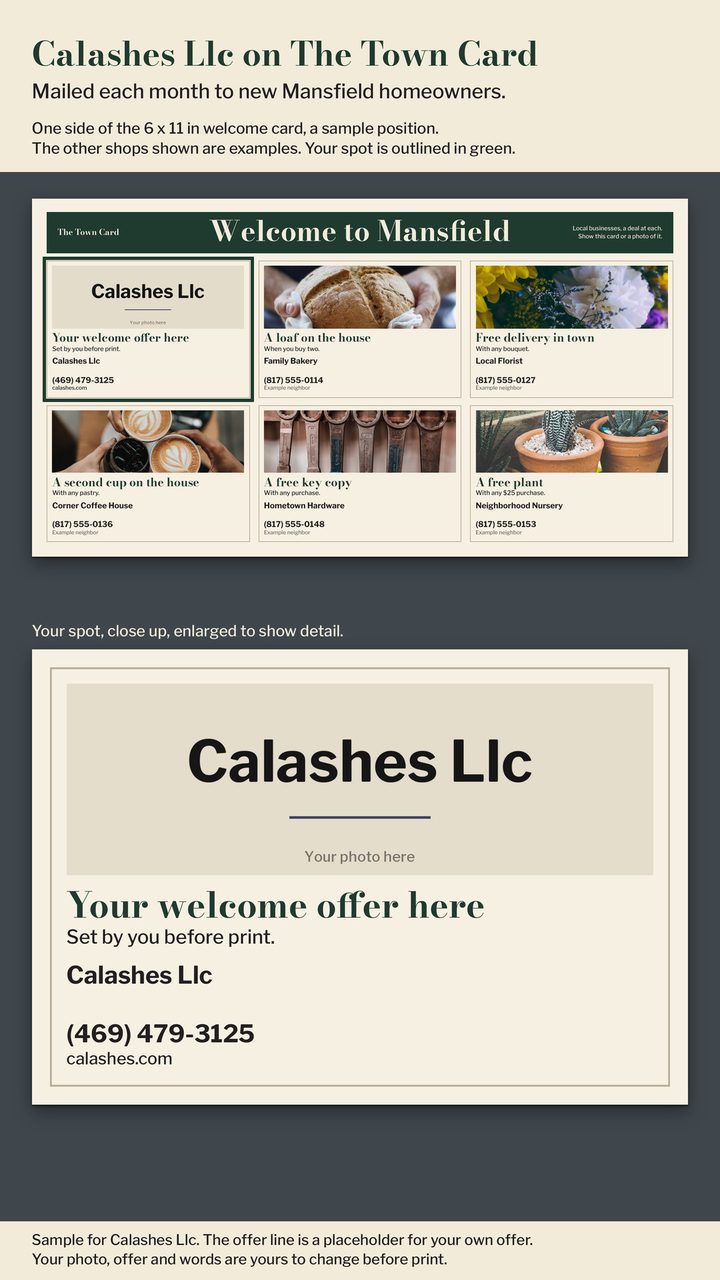 Calashes Llc on The Town Card
Mailed each month to new Mansfield homeowners.
One side of the 6 x 11 in welcome card, a sample position.
The other shops shown are examples. Your spot is outlined in green.
The Town Card
Welcome to Mansfield
Local businesses, a deal at each.
Show this card or a photo of it.
Calashes Llc
Your photo here
Your welcome offer here
Set by you before print.
Calashes Llc
(469) 479-3125
calashes.com
A loaf on the house
When you buy two.
Family Bakery
(817) 555-0114
Example neighbor
Free delivery in town
With any bouquet.
Local Florist
(817) 555-0127
Example neighbor
A second cup on the house
With any pastry.
Corner Coffee House
(817) 555-0136
Example neighbor
A free key copy
With any purchase.
Hometown Hardware
(817) 555-0148
Example neighbor
A free plant
With any $25 purchase.
Neighborhood Nursery
(817) 555-0153
Example neighbor
Your spot, close up, enlarged to show detail.
Calashes Llc
Your photo here
Your welcome offer here
Set by you before print.
Calashes Llc
(469) 479-3125
calashes.com
Sample for Calashes Llc. The offer line is a placeholder for your own offer.
Your photo, offer and words are yours to change before print.